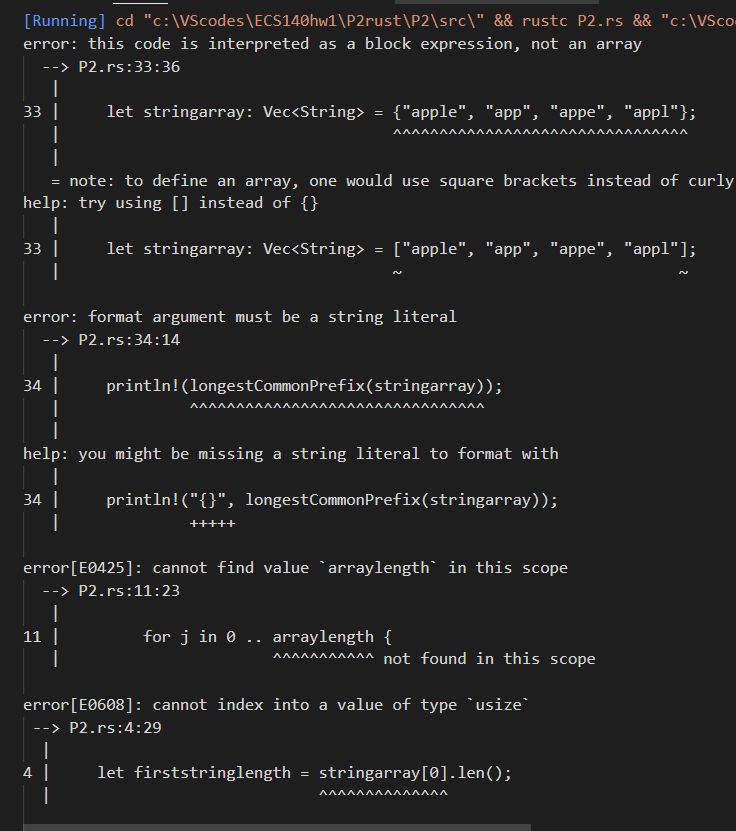 [Running] cd "c:\VScodes\ECS140hw1\P2rust\P2\src\" && rustc P2.rs && "c:\VSco
error: this code is interpreted as a block expression, not an array
  --> P2.rs:33:36
   |
33 |     let stringarray: Vec<String> = {"apple", "app", "appe", "appl"};
   |                                    ^^^^^^^^^^^^^^^^^^^^^^^^^^^^^^^^
   |
   = note: to define an array, one would use square brackets instead of curly
help: try using [] instead of {}
   |
33 |     let stringarray: Vec<String> = ["apple", "app", "appe", "appl"];
   |                                    ~                              ~

error: format argument must be a string literal
  --> P2.rs:34:14
   |
34 |     println!(longestCommonPrefix(stringarray));
   |              ^^^^^^^^^^^^^^^^^^^^^^^^^^^^^^^^
   |
help: you might be missing a string literal to format with
   |
34 |     println!("{}", longestCommonPrefix(stringarray));
   |              +++++

error[E0425]: cannot find value `arraylength` in this scope
  --> P2.rs:11:23
   |
11 |         for j in 0 .. arraylength {
   |                       ^^^^^^^^^^^ not found in this scope

error[E0608]: cannot index into a value of type `usize`
 --> P2.rs:4:29
  |
4 |     let firststringlength = stringarray[0].len();
  |                             ^^^^^^^^^^^^^^